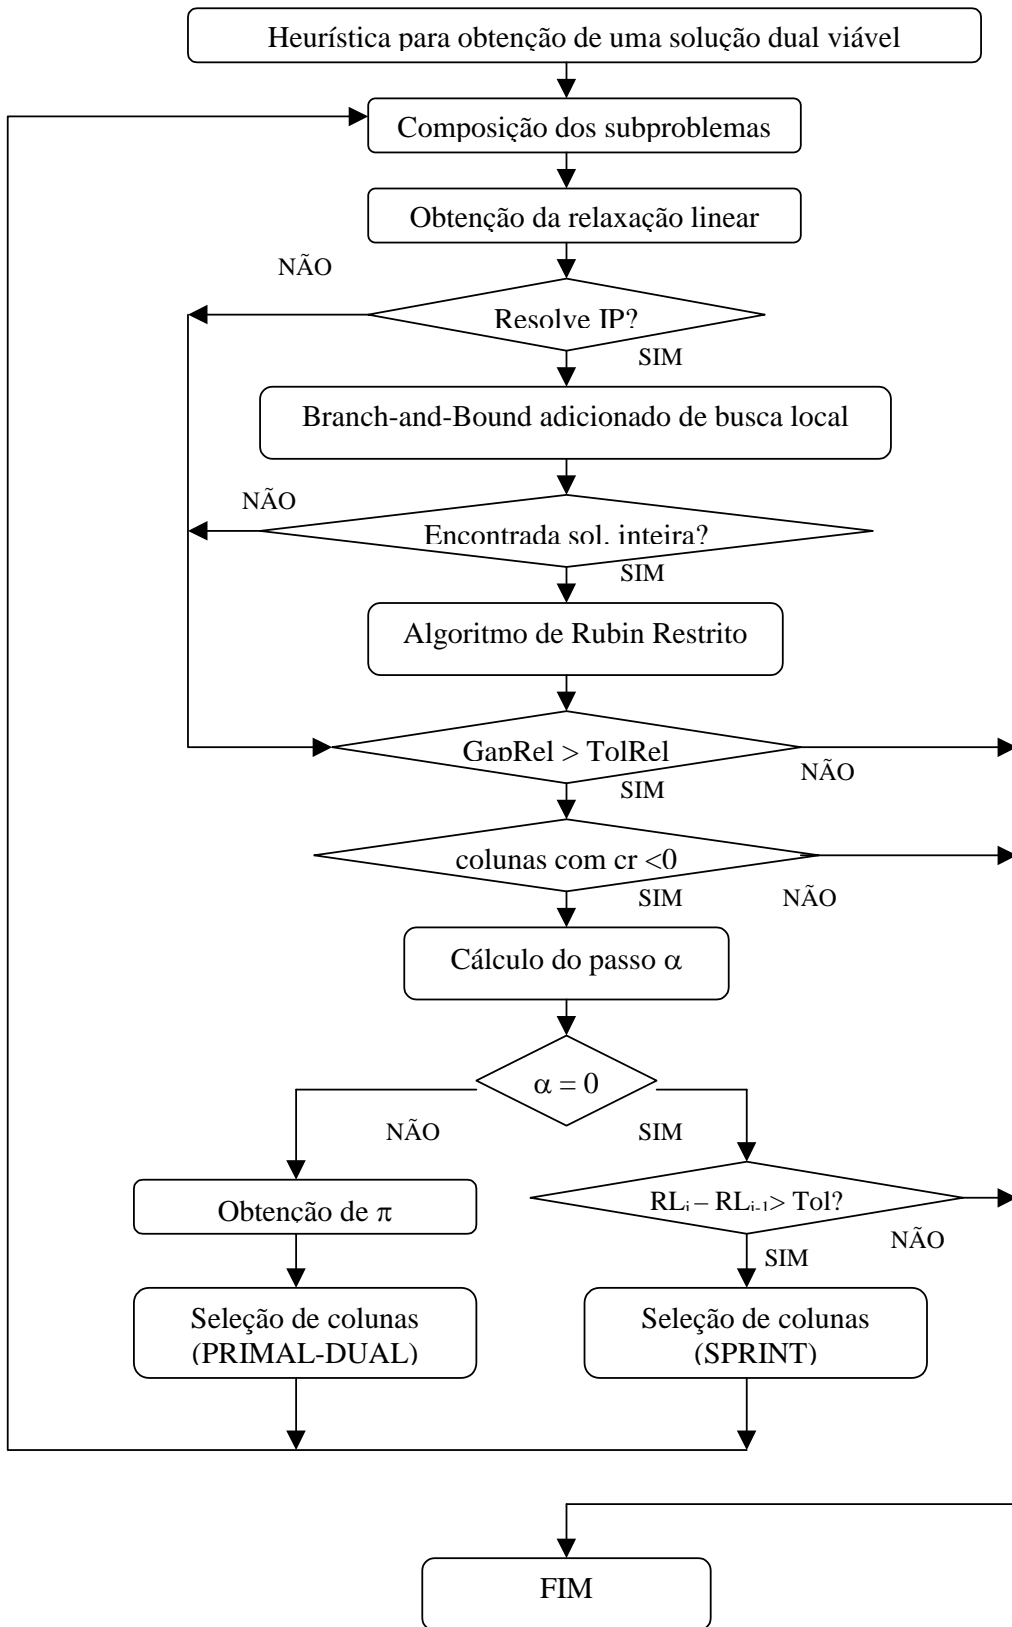 Heurística para obtenção de uma solução dual viável
Composição dos subproblemas
Obtenção da relaxação linear
NÃO
Resolve IP?
SIM
Branch-and-Bound adicionado de busca local
NÃO
Encontrada sol. inteira?
SIM
Algoritmo de Rubin Restrito
GapRel > TolRel
NÃO
SIM
colunas com cr <0
SIM
NÃO
Cálculo do passo α
α = 0
NÃO
SIM
Obtenção de π
RLi – RLi-1> Tol?
NÃO
SIM
Seleção de colunas
(PRIMAL-DUAL)
Seleção de colunas
(SPRINT)
FIM